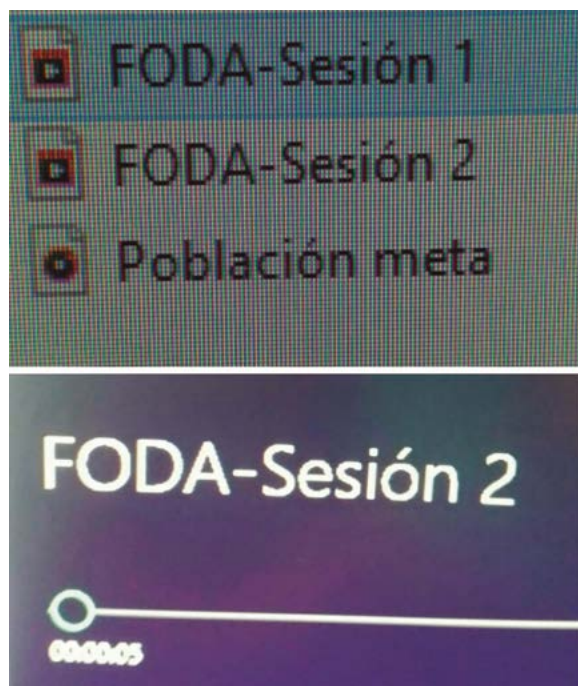 FODA-Sesión 1
FODA-Sesión 2
Población meta
FODA-Sesión 2
00:00:05